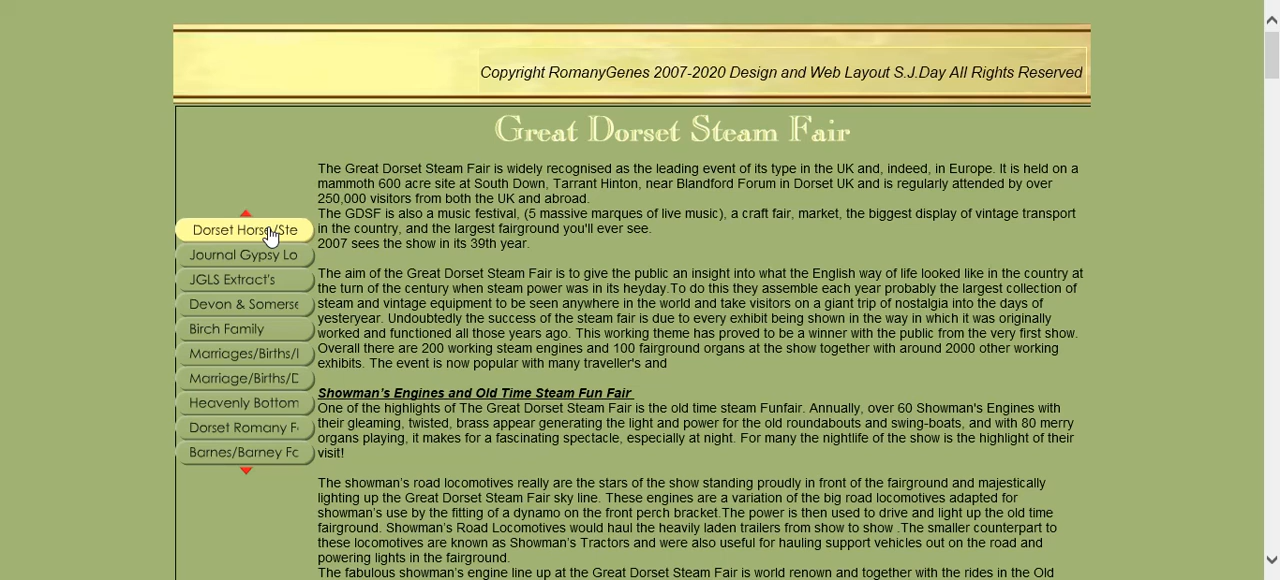 Copyright RomanyGenes 2007-2020 Design and Web Layout S.J.Day All Rights Reserved
Great Dorset Steam Fair
The Great Dorset Steam Fair is widely recognised as the leading event of its type in the UK and, indeed, in Europe. It is held on a
mammoth 600 acre site at South Down, Tarrant Hinton, near Blandford Forum in Dorset UK and is regularly attended by over
250,000 visitors from both the UK and abroad.
The GDSF is also a music festival, (5 massive marques of live music), a craft fair, market, the biggest display of vintage transport
in the country, and the largest fairground you'll ever see.
2007 sees the show in its 39th year.
The aim of the Great Dorset Steam Fair is to give the public an insight into what the English way of life looked like in the country at
the turn of the century when steam power was in its heyday.To do this they assemble each year probably the largest collection of
steam and vintage equipment to be seen anywhere in the world and take visitors on a giant trip of nostalgia into the days of
yesteryear. Undoubtedly the success of the steam fair is due to every exhibit being shown in the way in which it was originally
worked and functioned all those years ago. This working theme has proved to be a winner with the public from the very first show.
Overall there are 200 working steam engines and 100 fairground organs at the show together with around 2000 other working
exhibits. The event is now popular with many traveller's and
Showman's Engines and Old Time Steam Fun Fair
One of the highlights of The Great Dorset Steam Fair is the old time steam Funfair. Annually, over 60 Showman's Engines with
their gleaming, twisted, brass appear generating the light and power for the old roundabouts and swing-boats, and with 80 merry
organs playing, it makes for a fascinating spectacle, especially at night. For many the nightlife of the show is the highlight of their
visit!
The showman's road locomotives really are the stars of the show standing proudly in front of the fairground and majestically
lighting up the Great Dorset Steam Fair sky line. These engines are a variation of the big road locomotives adapted for
showman's use by the fitting of a dynamo on the front perch bracket.The power is then used to drive and light up the old time
fairground. Showman's Road Locomotives would haul the heavily laden trailers from show to show .The smaller counterpart to
these locomotives are known as Showman's Tractors and were also useful for hauling support vehicles out on the road and
powering lights in the fairground.
The fabulous showman's engine line up at the Great Dorset Steam Fair is world renown and together with the rides in the Old
Dorset Horse/Ste
Journal Gypsy Lo
JGLS Extract's
Devon & Somerse
Birch Family
Marriages/Births/
Marriage/Births/D
Heavenly Bottom
Dorset Romany F
Barnes/Barney Fo